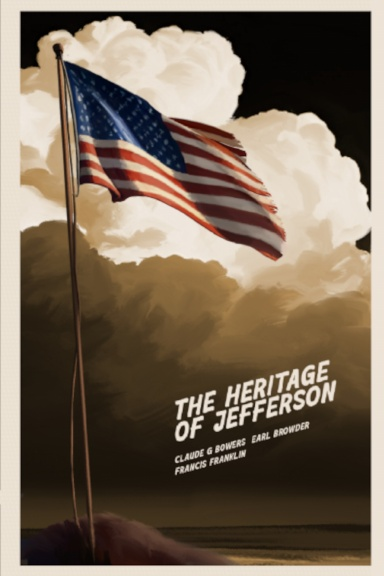 THE HERITAGE
OF JEFFERSON
CLAUDE G BOWERS EARL BROWDER
FRANCIS FRANKLIN